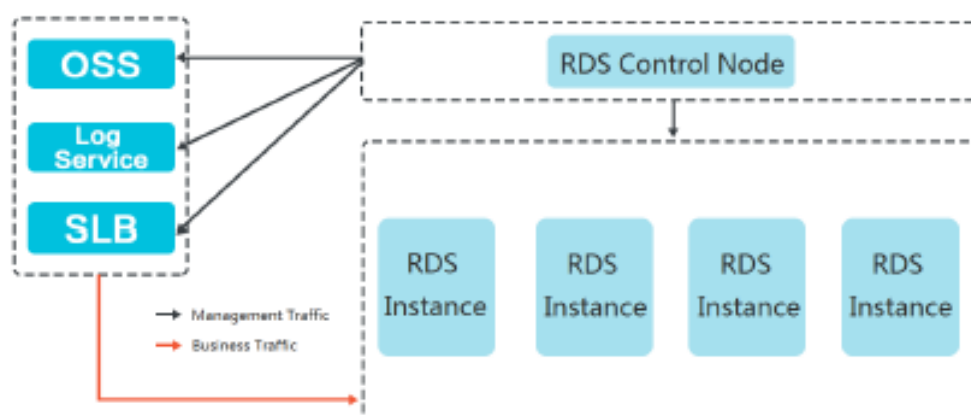 OSS
Log
Service
SLB
RDS Control Node
RDS
Instance
RDS
Instance
RDS
Instance
RDS
Instance
Management Traffic
Business Traffic